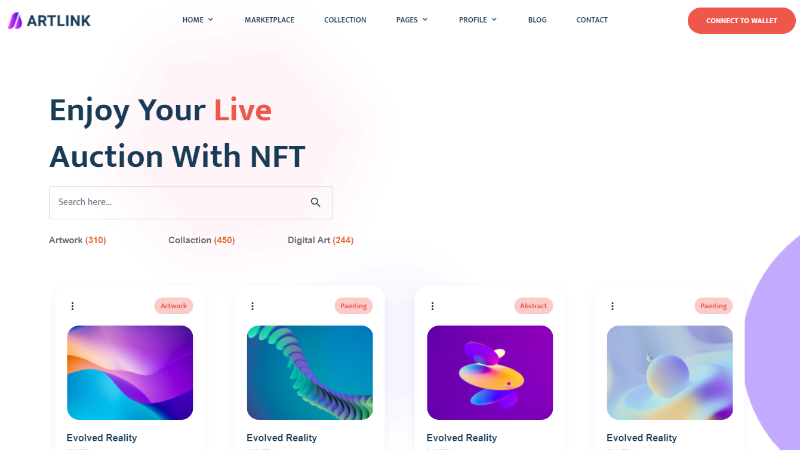 ARTLINK
HOME
MARKETPLACE
COLLECTION
PAGES
PROFILE
BLOG
CONTACT
CONNECT TO WALLET
Enjoy Your Live
Auction With NFT
Search here...
Artwork (310)
Collaction (450)
Digital Art (244)
Artwork
Painting
Abstract
Painting
Evolved Reality
Evolved Reality
Evolved Reality
Evolved Reality